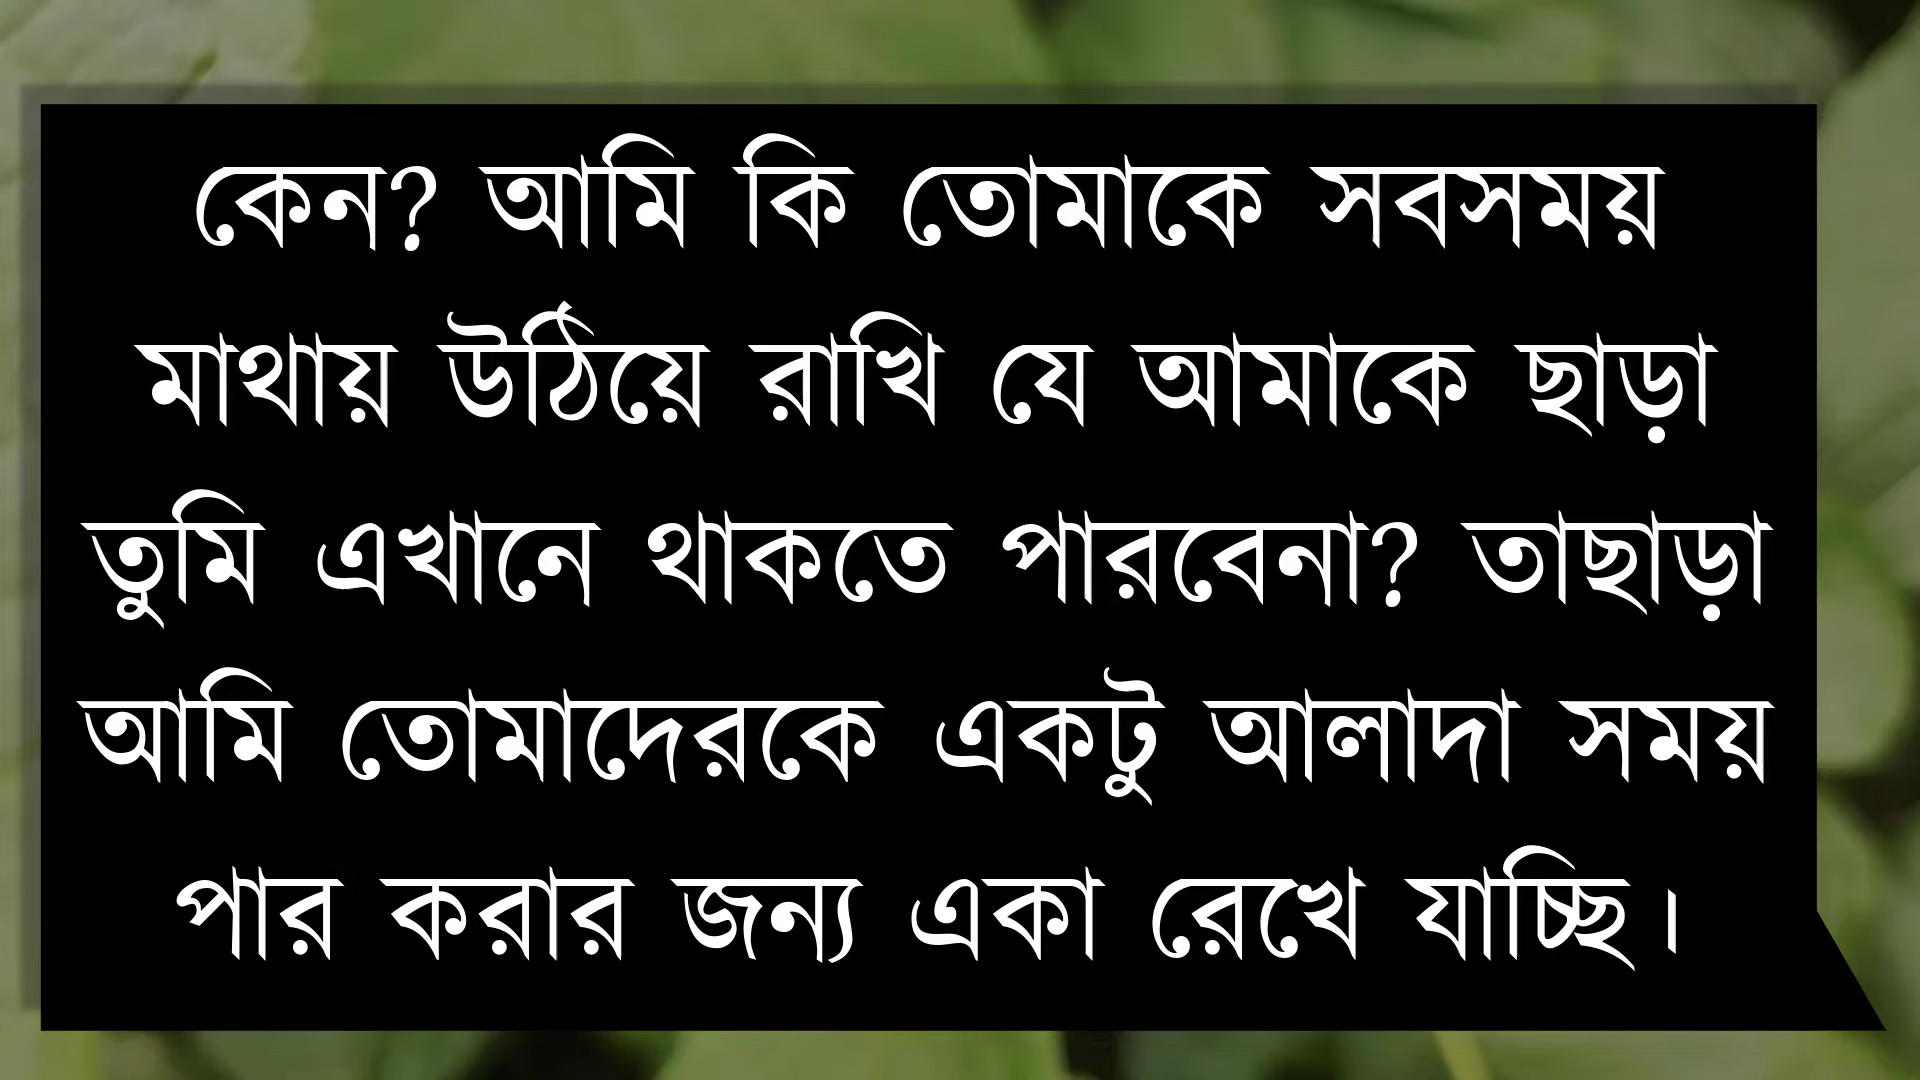 কেন? আমি কি তোমাকে সবসময়
মাথায় উঠিয়ে রাখি যে আমাকে ছাড়া
তুমি এখানে থাকতে পারবেনা? তাছাড়া
আমি তোমাদেরকে একটু আলাদা সময়
পার করার জন্য একা রেখে যাচ্ছি।